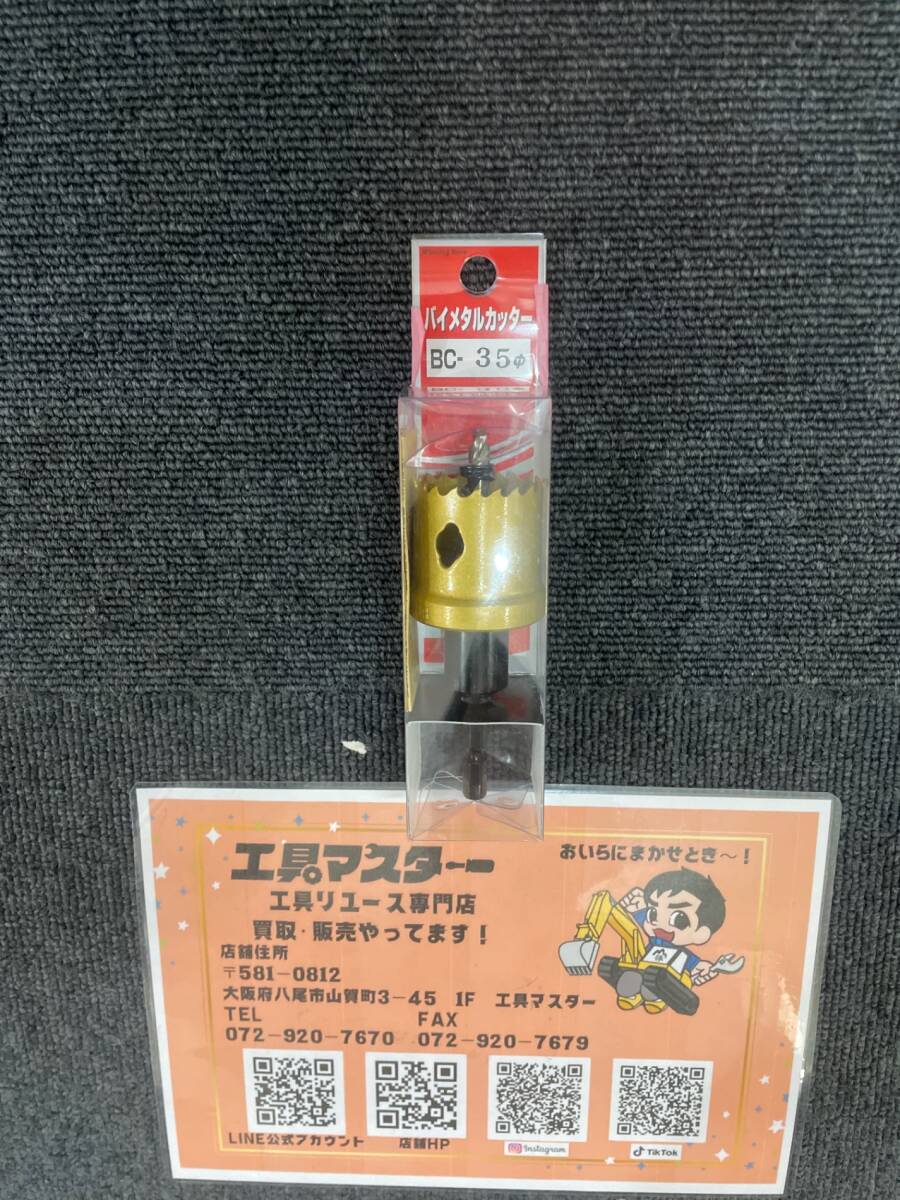 バイメタルカッター
BC- 35φ
工具マスター
おいらにまかせとき～！
工具リユース専門店
買取・販売やってます！
店舗住所
〒581-0812
大阪府八尾市山賀町3-45 1F 工具マスター
TEL FAX
072-920-7670 072-920-7679
LINE公式アカウント 店舗HP Instagram TikTok